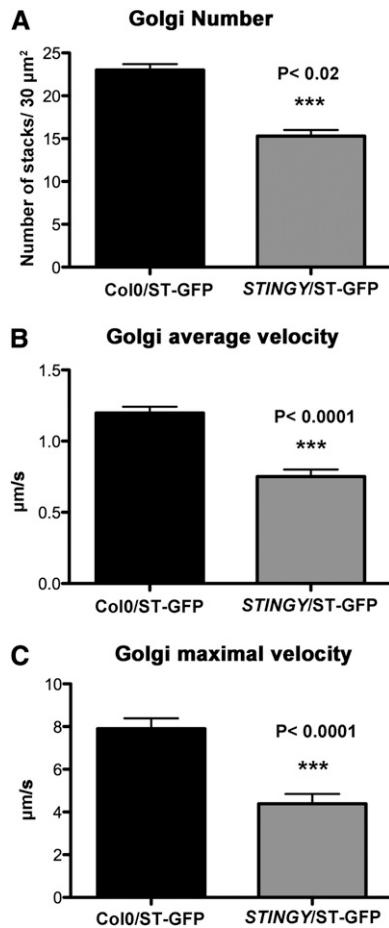 A
Golgi Number
Number of stacks/ 30 µm²
25
20
15
10
5
0
P< 0.02
***
Col0/ST-GFP
STINGY/ST-GFP
B
Golgi average velocity
µm/s
1.5
1.0
0.5
0.0
P< 0.0001
***
Col0/ST-GFP
STINGY/ST-GFP
C
Golgi maximal velocity
µm/s
10
8
6
4
2
0
P< 0.0001
***
Col0/ST-GFP
STINGY/ST-GFP